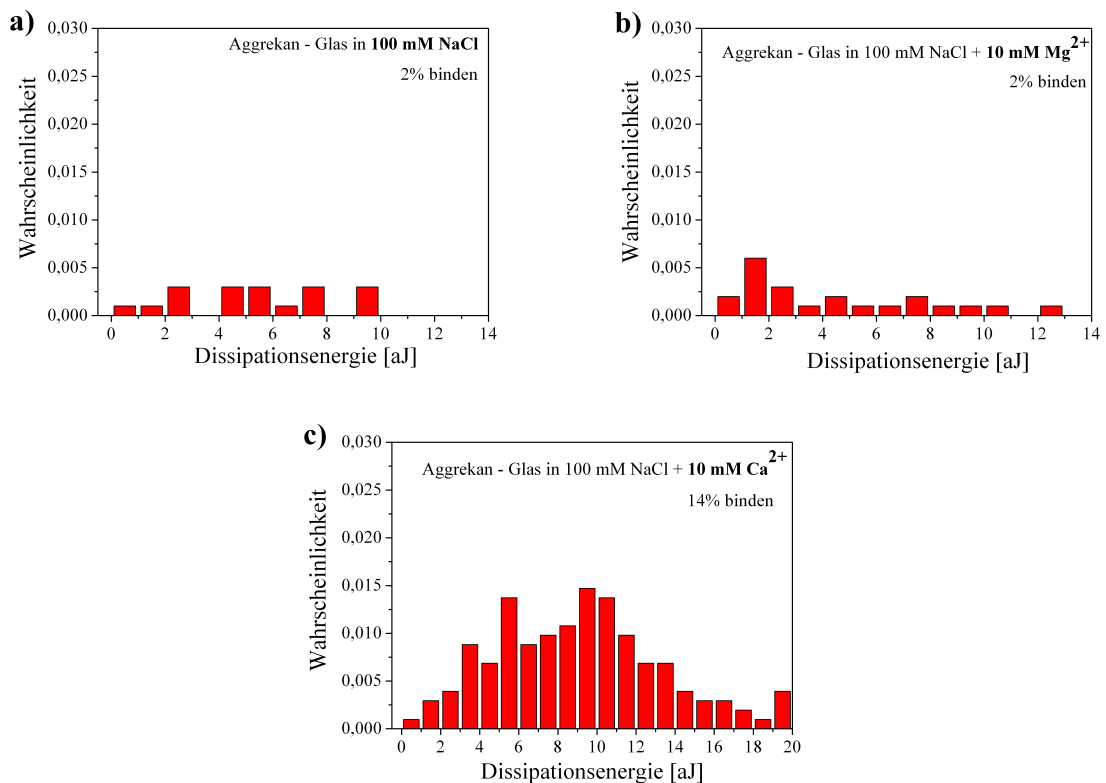 a)
Aggrekan - Glas in 100 mM NaCl
2% binden
Wahrscheinlichkeit
0,030
0,025
0,020
0,015
0,010
0,005
0,000
0 2 4 6 8 10 12 14
Dissipationsenergie [aJ]
b)
Aggrekan - Glas in 100 mM NaCl + 10 mM Mg2+
2% binden
Wahrscheinlichkeit
0,030
0,025
0,020
0,015
0,010
0,005
0,000
0 2 4 6 8 10 12 14
Dissipationsenergie [aJ]
c)
Aggrekan - Glas in 100 mM NaCl + 10 mM Ca2+
14% binden
Wahrscheinlichkeit
0,030
0,025
0,020
0,015
0,010
0,005
0,000
0 2 4 6 8 10 12 14 16 18 20
Dissipationsenergie [aJ]